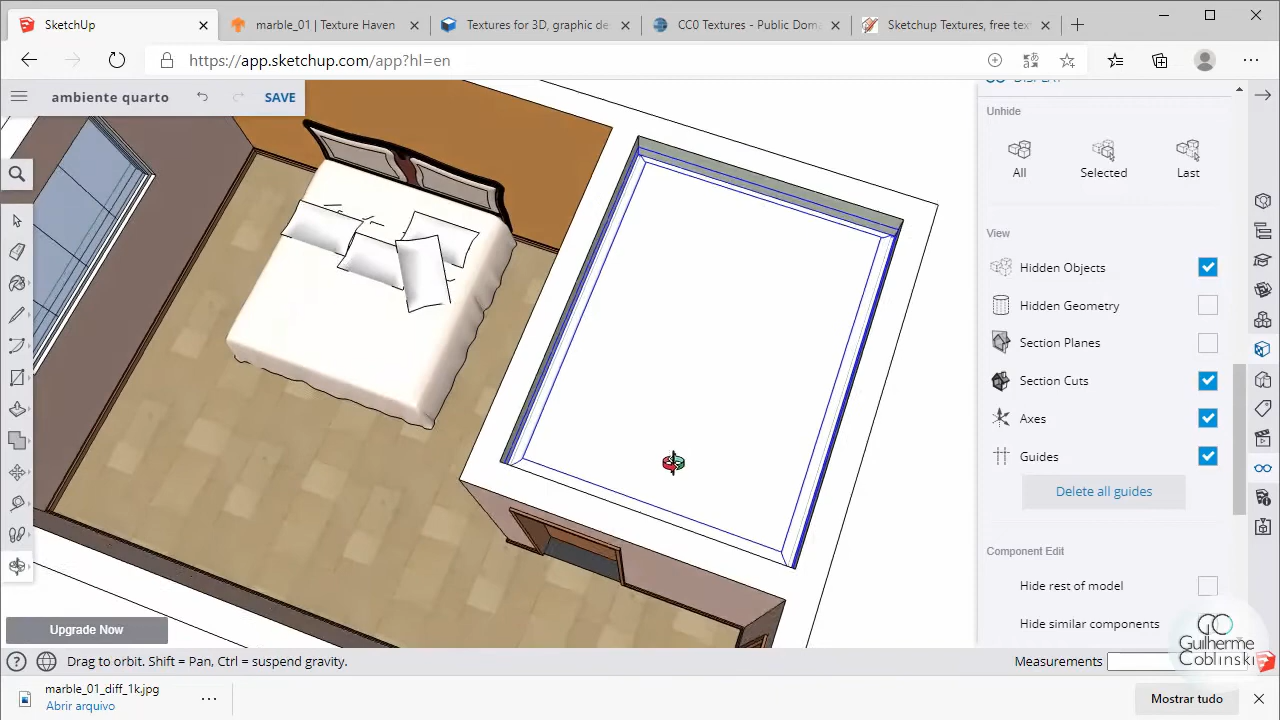 SketchUp
marble_01 | Texture Haven
Textures for 3D, graphic de
CC0 Textures - Public Dom
Sketchup Textures, free tex
https://app.sketchup.com/app?hl=en
ambiente quarto
SAVE
DISPLAY
Unhide
All
Selected
Last
View
Hidden Objects
Hidden Geometry
Section Planes
Section Cuts
Axes
Guides
Delete all guides
Component Edit
Hide rest of model
Hide similar components
Upgrade Now
Guilherme
Coblinski
Drag to orbit. Shift = Pan, Ctrl = suspend gravity.
Measurements
marble_01_diff_1k.jpg
Abrir arquivo
Mostrar tudo